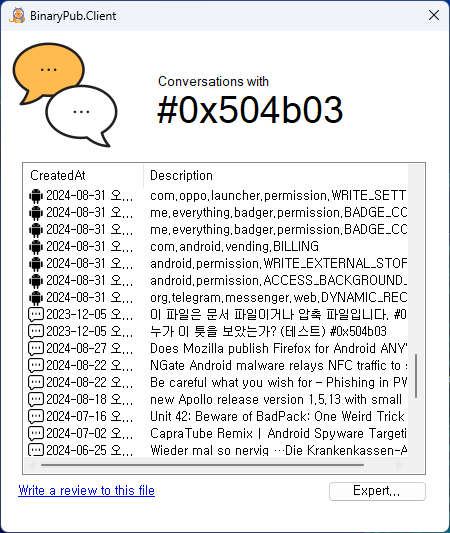 BinaryPub.Client
Conversations with
#0x504b03
CreatedAt Description
2024-08-31 오... com.oppo.launcher.permission.WRITE_SETT
2024-08-31 오... me.everything.badger.permission.BADGE_CO
2024-08-31 오... me.everything.badger.permission.BADGE_CO
2024-08-31 오... com.android.vending.BILLING
2024-08-31 오... android.permission.WRITE_EXTERNAL_STOF
2024-08-31 오... android.permission.ACCESS_BACKGROUND_
2024-08-31 오... org.telegram.messenger.web.DYNAMIC_REC
2023-12-05 오... 이 파일은 문서 파일이거나 압축 파일입니다. #0
2023-12-05 오... 누가 이 톳을 보았는가? (테스트) #0x504b03
2024-08-27 오... Does Mozilla publish Firefox for Android ANY
2024-08-22 오... NGate Android malware relays NFC traffic to s
2024-08-22 오... Be careful what you wish for – Phishing in PW
2024-08-18 오... new Apollo release version 1.5.13 with small
2024-07-16 오... Unit 42: Beware of BadPack: One Weird Trick
2024-07-02 오... CapraTube Remix | Android Spyware Targeti
2024-06-25 오... Wieder mal so nervig …Die Krankenkassen-A
Write a review to this file
Expert...